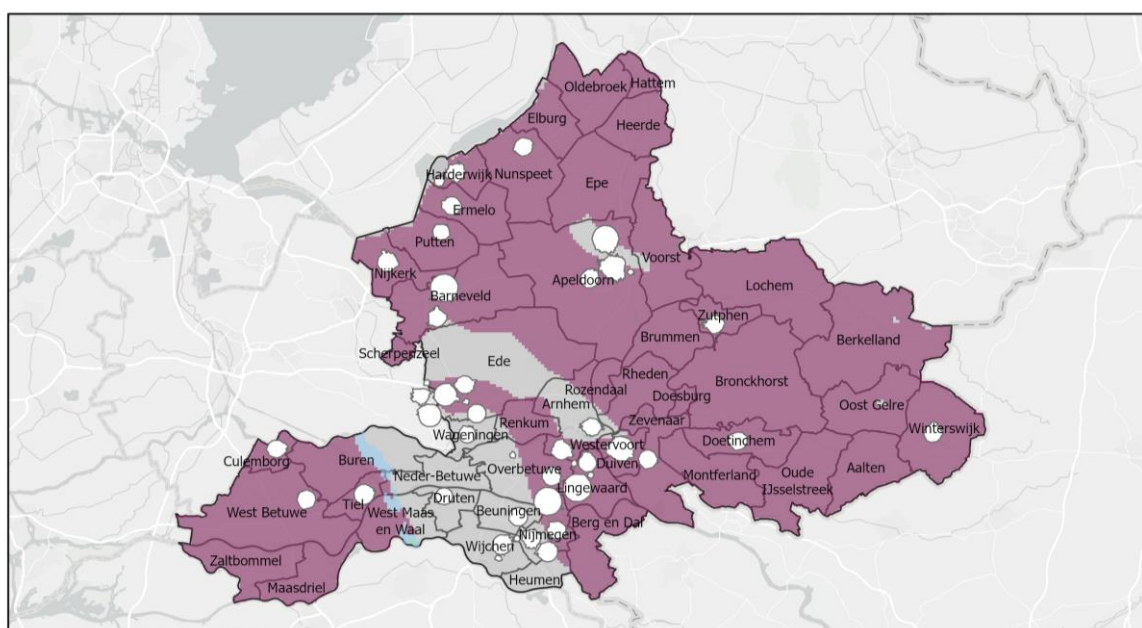 Oldebroek
Hattem
Elburg
Heerde
Harderwijk
Nunspeet
Epe
Ermelo
Putten
Voorst
Nijkerk
Apeldoorn
Lochem
Barneveld
Zutphen
Brummen
Berkelland
Scherpenzeel
Ede
Rheden
Rozendaal
Bronckhorst
Doesburg
Arnhem
Oost Gelre
Renkum
Zevenaar
Wageningen
Winterswijk
Westervoort
Doetinchem
Culemborg
Buren
Duiven
Overbetuwe
Aalten
Neder-Betuwe
Montferland
Oude
IJsselstreek
Lingewaard
Druten
Tiel
West Betuwe
West Maas
en Waal
Beuningen
Berg en Dal
Nijmegen
Wijchen
Zaltbommel
Heumen
Maasdriel